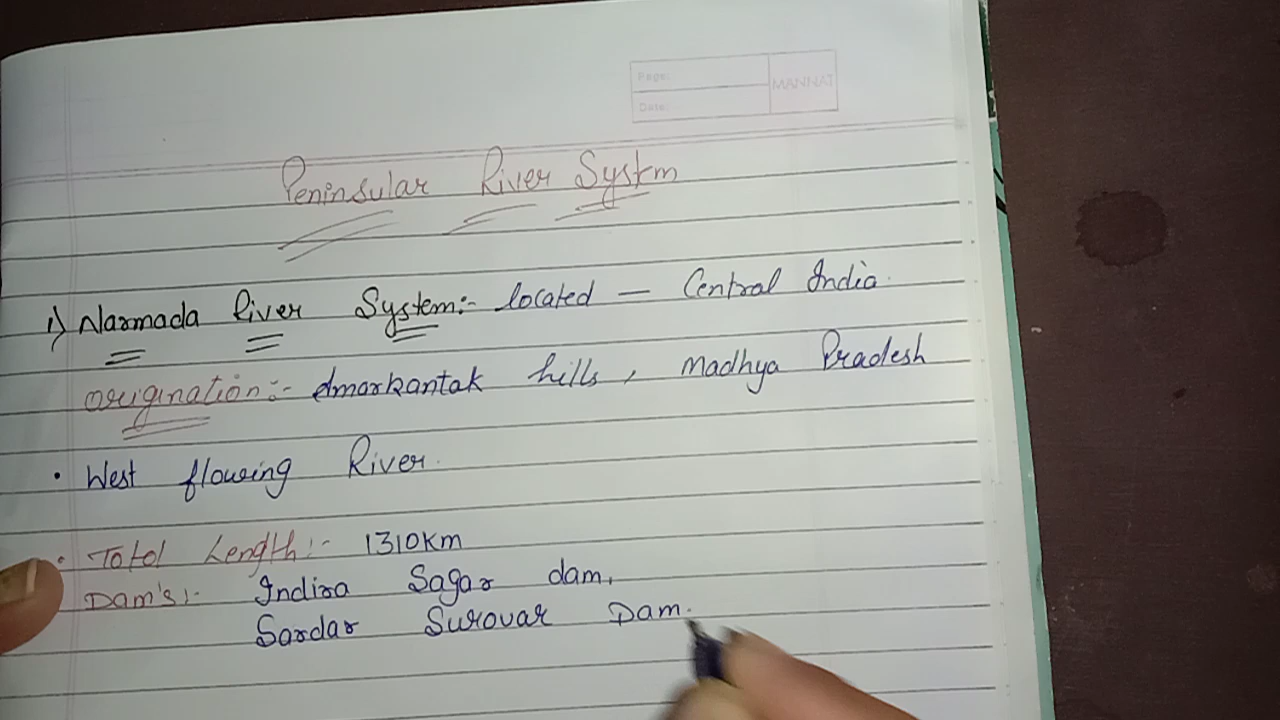 Page:
MANNAT
Date:
Peninsular River System
1) Narmada River System:- located — Central India.
origination:- Amarkantak hills, Madhya Pradesh
• West flowing River.
• Total Length:- 1310km
Dam's:- Indira Sagar dam,
Sardar Surovar Dam.